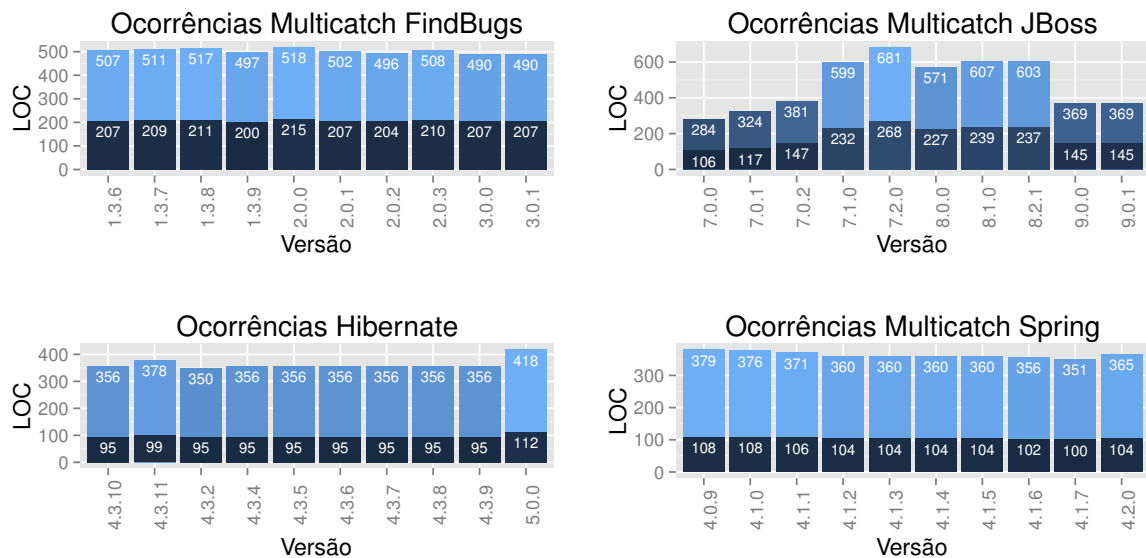 Ocorrências Multicatch FindBugs
LOC
500
400
300
200
100
0
507 511 517 497 518 502 496 508 490 490
207 209 211 200 215 207 204 210 207 207
1.3.6 1.3.7 1.3.8 1.3.9 2.0.0 2.0.1 2.0.2 2.0.3 3.0.0 3.0.1
Versão
Ocorrências Multicatch JBoss
LOC
600
400
200
0
284 324 381 599 681 571 607 603 369 369
106 117 147 232 268 227 239 237 145 145
7.0.0 7.0.1 7.0.2 7.1.0 7.2.0 8.0.0 8.1.0 8.2.1 9.0.0 9.0.1
Versão
Ocorrências Hibernate
LOC
400
300
200
100
0
356 378 350 356 356 356 356 356 356 418
95 99 95 95 95 95 95 95 95 112
4.3.10 4.3.11 4.3.2 4.3.4 4.3.5 4.3.6 4.3.7 4.3.8 4.3.9 5.0.0
Versão
Ocorrências Multicatch Spring
LOC
300
200
100
0
379 376 371 360 360 360 360 356 351 365
108 108 106 104 104 104 104 102 100 104
4.0.9 4.1.0 4.1.1 4.1.2 4.1.3 4.1.4 4.1.5 4.1.6 4.1.7 4.2.0
Versão